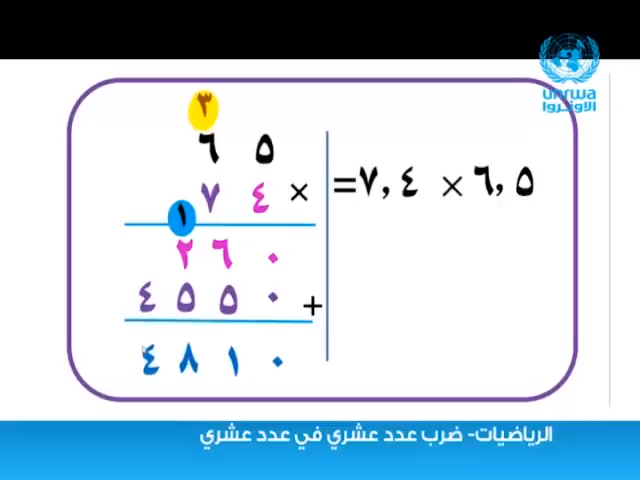 unrwa
الأونروا
٣
٦ ٥
٧ ٤ ×
١
٢ ٦ ٠
٤ ٥ ٥ ٠ +
٤ ٨ ١ ٠
٦,٥ × ٧,٤ =
الرياضيات- ضرب عدد عشري في عدد عشري